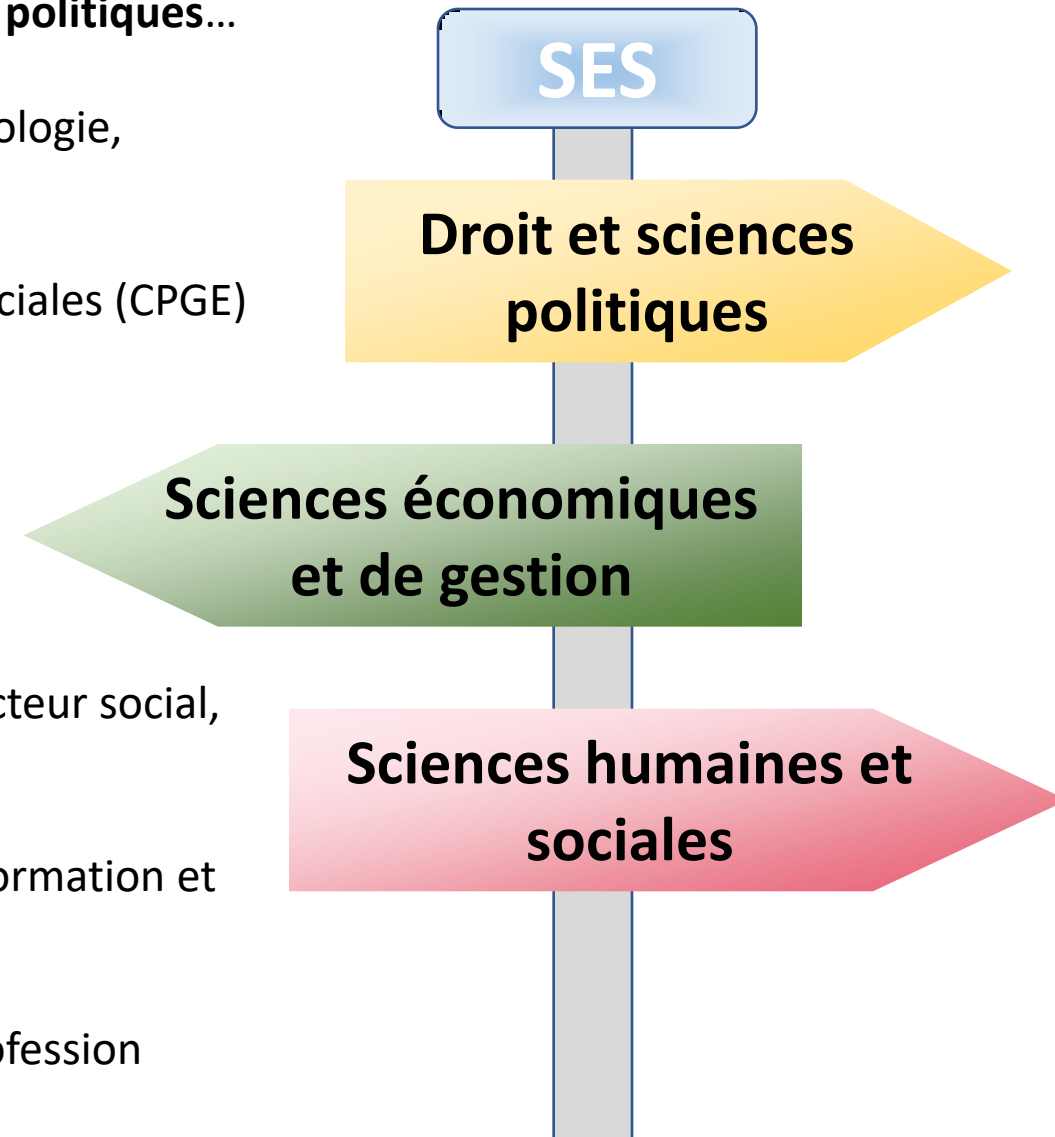 politiques…
ologie,
ciales (CPGE)
cteur social,
ormation et
ofession
SES
Droit et sciences
politiques
Sciences économiques
et de gestion
Sciences humaines et
sociales